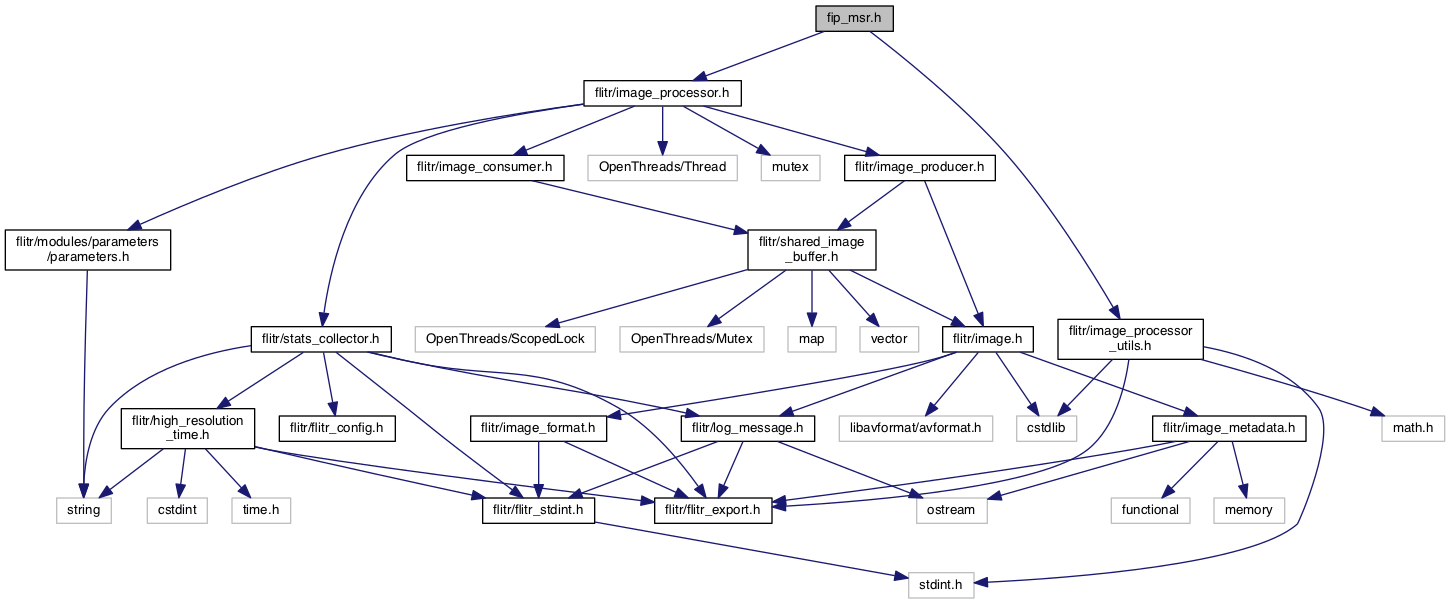 fip_msr.h
flitr/image_processor.h
flitr/image_consumer.h
OpenThreads/Thread
mutex
flitr/image_producer.h
flitr/modules/parameters
/parameters.h
flitr/shared_image
_buffer.h
flitr/stats_collector.h
OpenThreads/ScopedLock
OpenThreads/Mutex
map
vector
flitr/image.h
flitr/image_processor
_utils.h
flitr/high_resolution
_time.h
flitr/flitr_config.h
flitr/image_format.h
flitr/log_message.h
libavformat/avformat.h
cstdlib
flitr/image_metadata.h
math.h
string
cstdint
time.h
flitr/flitr_stdint.h
flitr/flitr_export.h
ostream
functional
memory
stdint.h